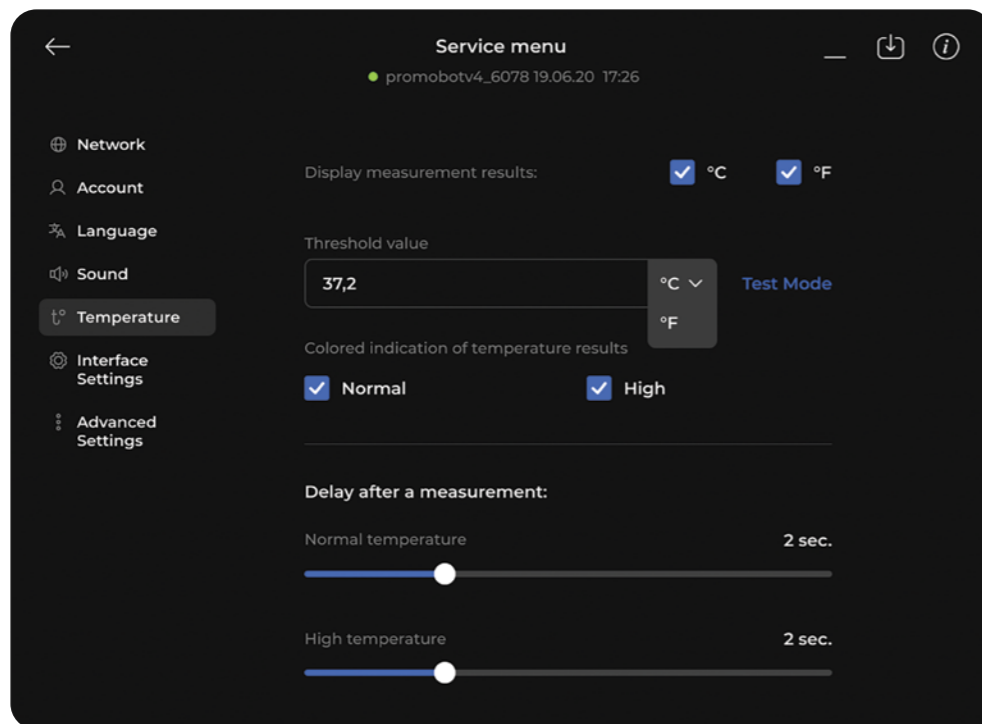 Service menu
promobotv4_6078 19.06.20 17:26
Network
Account
Language
Sound
t° Temperature
Interface
Settings
Advanced
Settings
Display measurement results:
°C
°F
Threshold value
37,2
°C
°F
Test Mode
Colored indication of temperature results
Normal
High
Delay after a measurement:
Normal temperature
2 sec.
High temperature
2 sec.